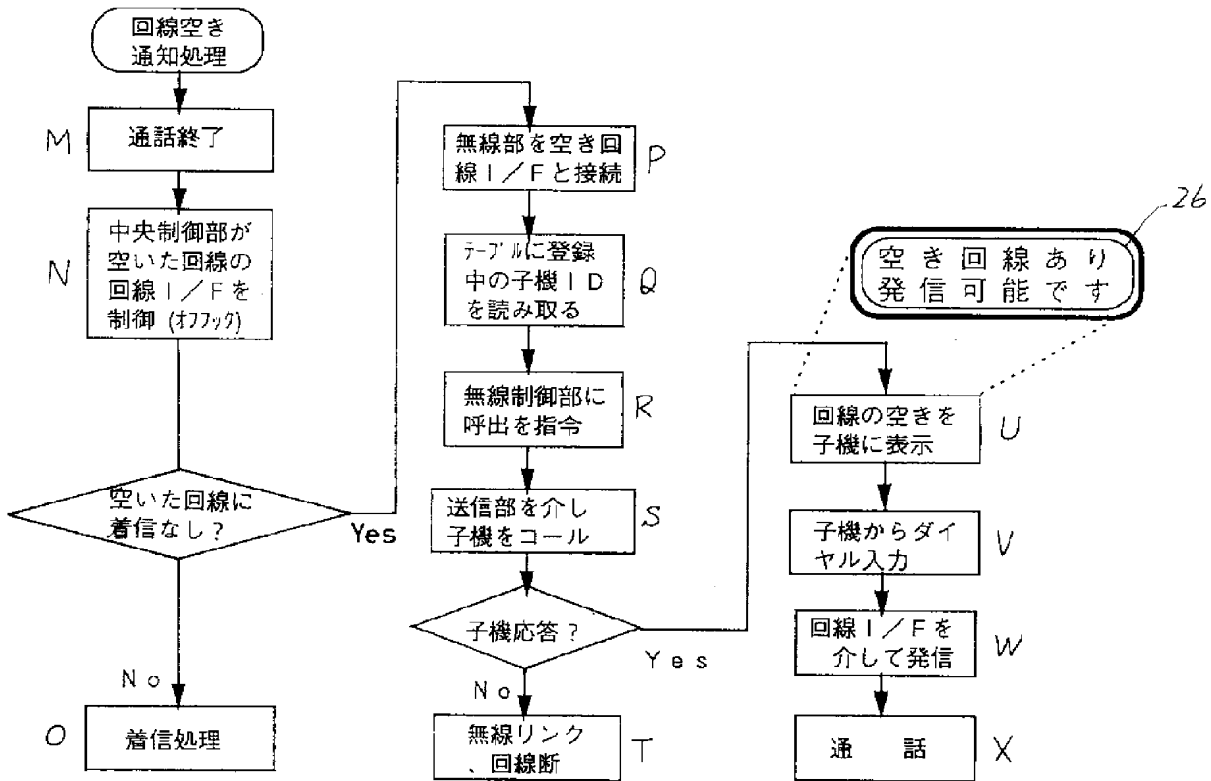 回線空き
通知処理
M
通話終了
N
中央制御部が
空いた回線の
回線I/Fを
制御(オフフック)
空いた回線に
着信なし?
Yes
No
O
着信処理
無線部を空き回
線I/Fと接続
P
テーブルに登録
中の子機ID
を読み取る
Q
無線制御部に
呼出を指令
R
送信部を介し
子機をコール
S
子機応答?
Yes
No
無線リンク
、回線断
T
26
空き回線あり
発信可能です
回線の空きを
子機に表示
U
子機からダイ
ヤル入力
V
回線I/Fを
介して発信
W
通 話
X